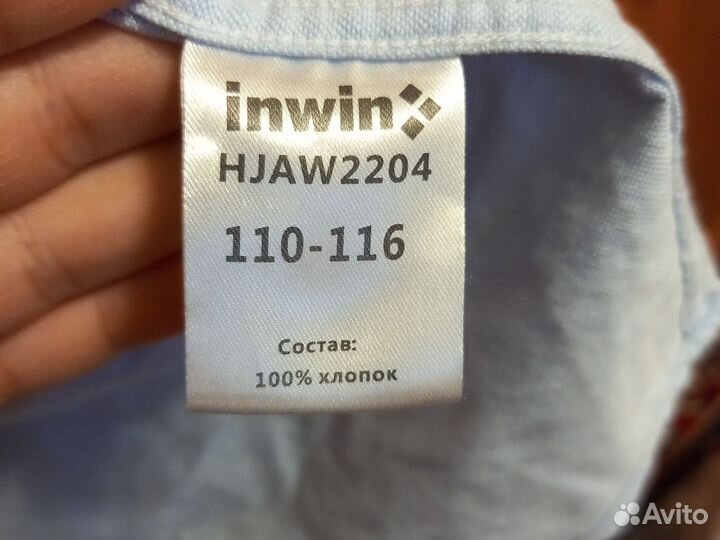 inwin
HJAW2204
110-116
Состав:
100% хлопок
Avito